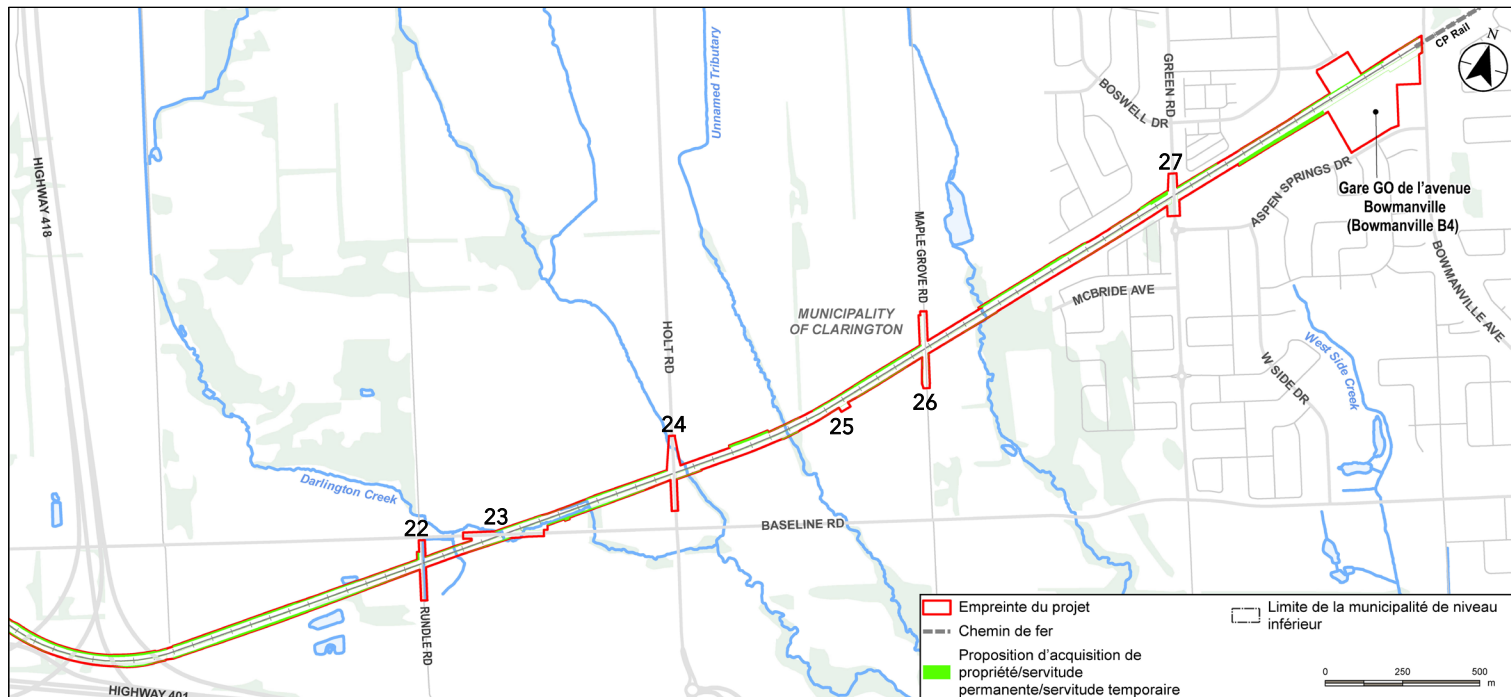 CP Rail
N
Unnamed Tributary
GREEN RD
BOSWELL DR
HIGHWAY 418
27
ASPEN SPRINGS DR
Gare GO de l'avenue
Bowmanville
(Bowmanville B4)
MAPLE GROVE RD
BOWMANVILLE AVE
MCBRIDE AVE
MUNICIPALITY
OF CLARINGTON
HOLT RD
West Side Creek
W SIDE DR
26
25
24
Darlington Creek
23
22
BASELINE RD
RUNDLE RD
HIGHWAY 401
Empreinte du projet
Chemin de fer
Proposition d'acquisition de
propriété/servitude
permanente/servitude temporaire
Limite de la municipalité de niveau
inférieur
0 250 500
m